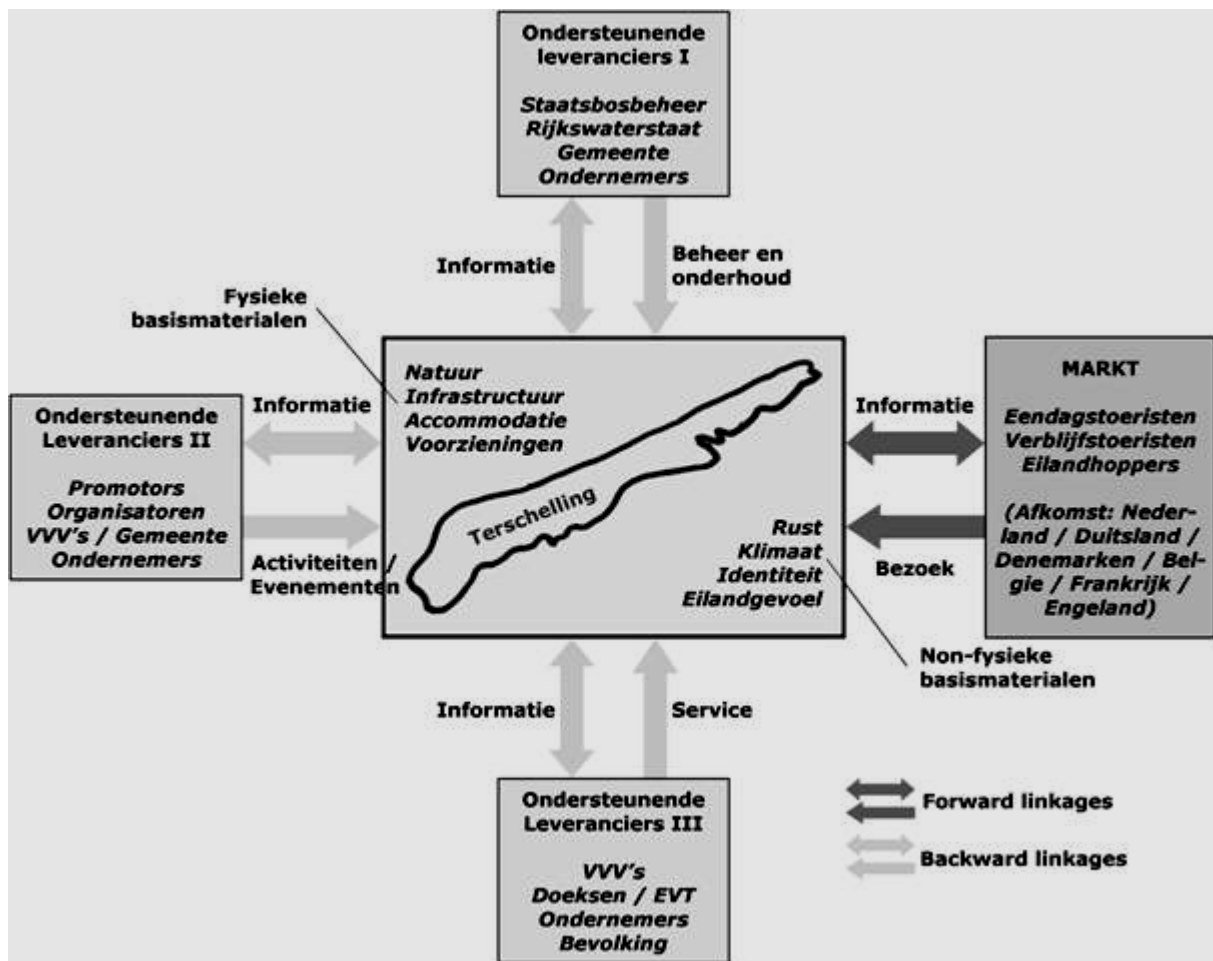 Ondersteunende
leveranciers I
Staatsbosbeheer
Rijkswaterstaat
Gemeente
Ondernemers
Informatie
Beheer en
onderhoud
Fysieke
basismaterialen
Natuur
Infrastructuur
Accommodatie
Voorzieningen
Terschelling
Rust
Klimaat
Identiteit
Eilandgevoel
Ondersteunende
Leveranciers II
Promotors
Organisatoren
VVV's / Gemeente
Ondernemers
Informatie
Activiteiten /
Evenementen
MARKT
Eendagstoeristen
Verblijfstoeristen
Eilandhoppers
(Afkomst: Neder-
land / Duitsland /
Denemarken / Bel-
gie / Frankrijk /
Engeland)
Informatie
Bezoek
Non-fysieke
basismaterialen
Informatie
Service
Ondersteunende
Leveranciers III
VVV's
Doeksen / EVT
Ondernemers
Bevolking
Forward linkages
Backward linkages